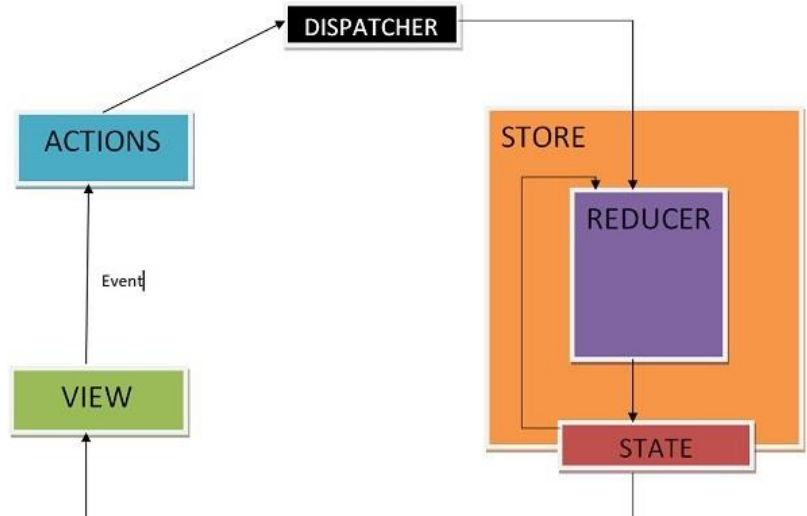 DISPATCHER
ACTIONS
STORE
REDUCER
Event
VIEW
STATE